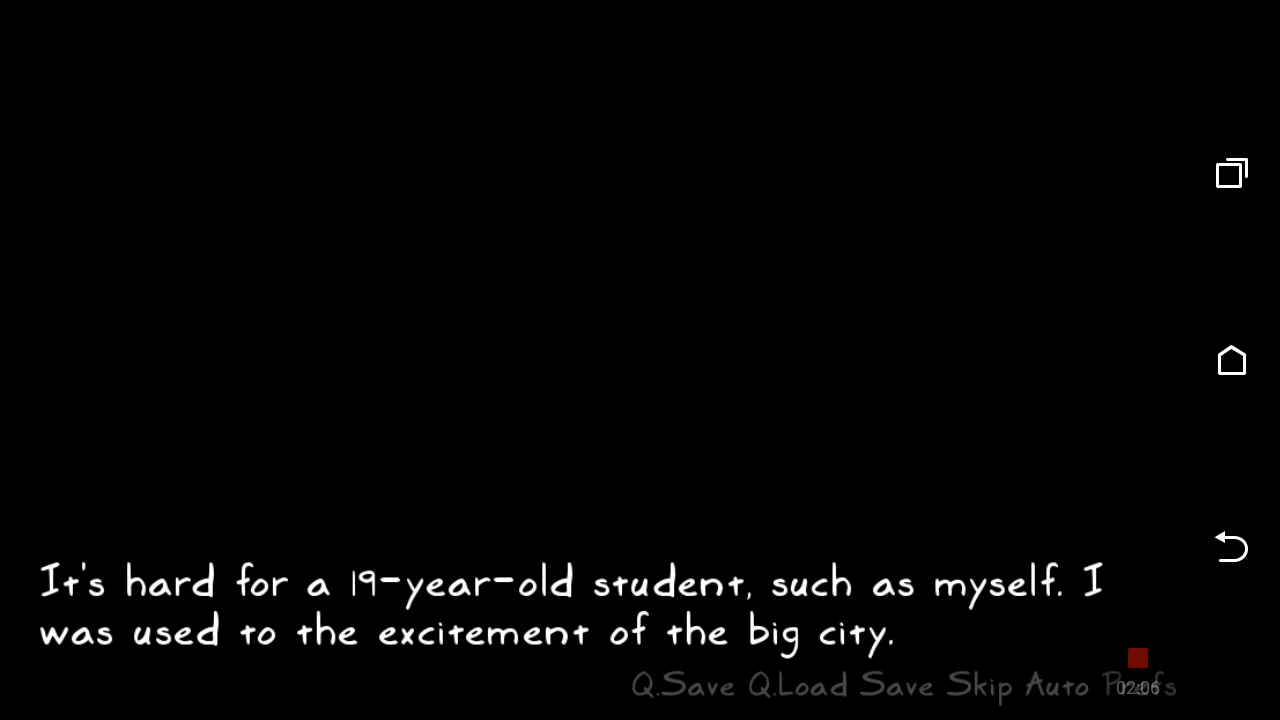 It's hard for a 19-year-old student, such as myself. I
was used to the excitement of the big city.
Q.Save Q.Load Save Skip Auto Prefs
02:06